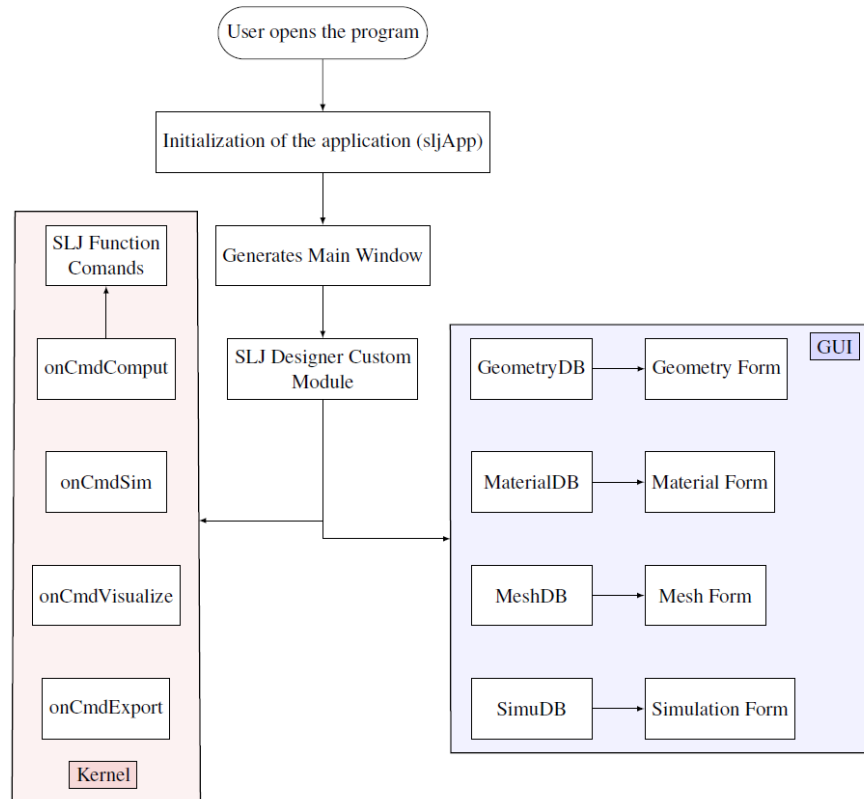 User opens the program
Initialization of the application (sljApp)
Generates Main Window
SLJ Designer Custom
Module
SLJ Function
Comands
onCmdComput
onCmdSim
onCmdVisualize
onCmdExport
Kernel
GUI
GeometryDB
Geometry Form
MaterialDB
Material Form
MeshDB
Mesh Form
SimuDB
Simulation Form